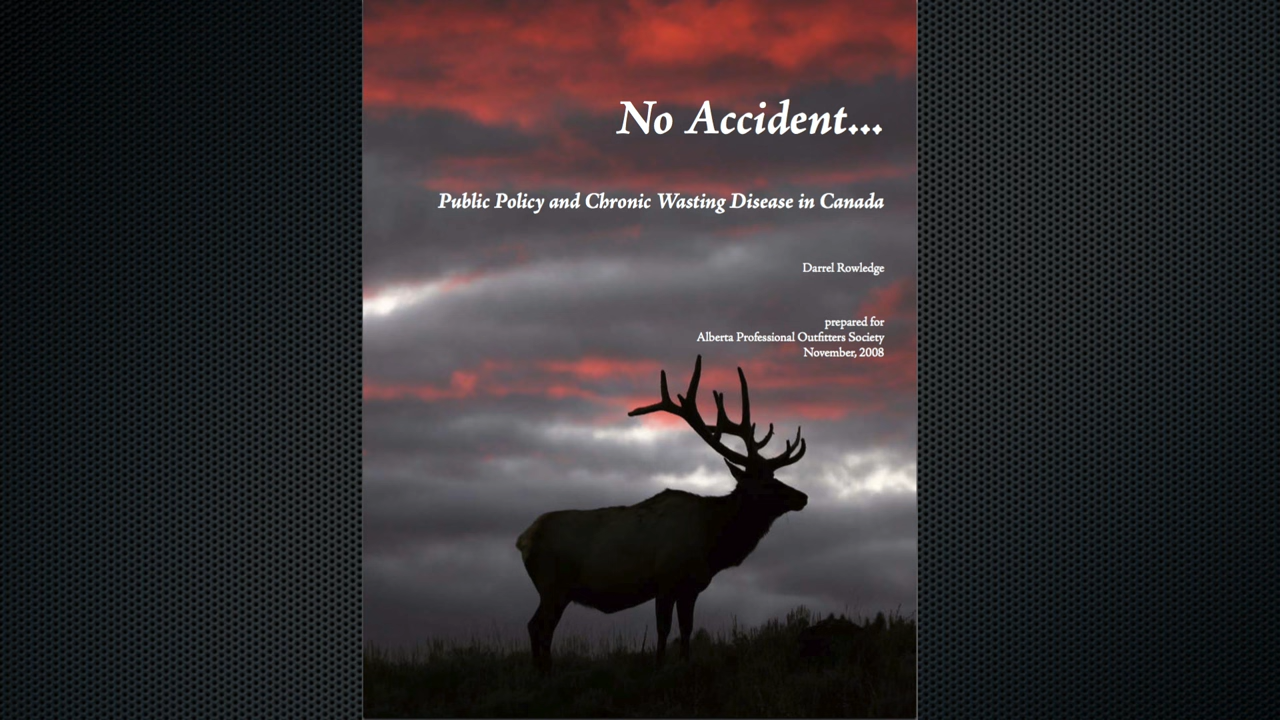 No Accident...
Public Policy and Chronic Wasting Disease in Canada
Darrel Rowledge
prepared for
Alberta Professional Outfitters Society
November, 2008